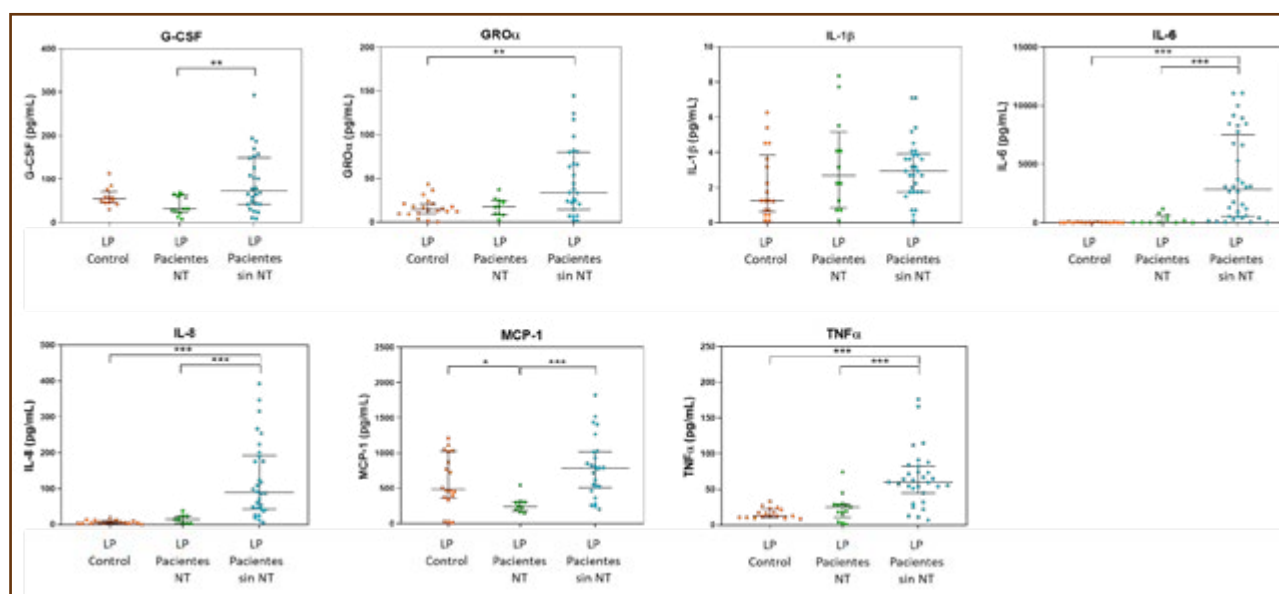 G-CSF
**
G-CSF (pg/mL)
400
300
200
100
0
LP
Control
LP
Pacientes
NT
LP
Pacientes
sin NT
GROα
**
GROα (pg/mL)
200
150
100
50
0
LP
Control
LP
Pacientes
NT
LP
Pacientes
sin NT
IL-1β
IL-1β (pg/mL)
8
6
4
2
0
LP
Control
LP
Pacientes
NT
LP
Pacientes
sin NT
IL-6
***
***
IL-6 (pg/mL)
15000
10000
5000
0
LP
Control
LP
Pacientes
NT
LP
Pacientes
sin NT
IL-8
***
***
IL-8 (pg/mL)
500
400
300
200
100
0
LP
Control
LP
Pacientes
NT
LP
Pacientes
sin NT
MCP-1
*
***
MCP-1 (pg/mL)
2500
2000
1500
1000
500
0
LP
Control
LP
Pacientes
NT
LP
Pacientes
sin NT
TNFα
***
***
TNFα (pg/mL)
250
200
150
100
50
0
LP
Control
LP
Pacientes
NT
LP
Pacientes
sin NT